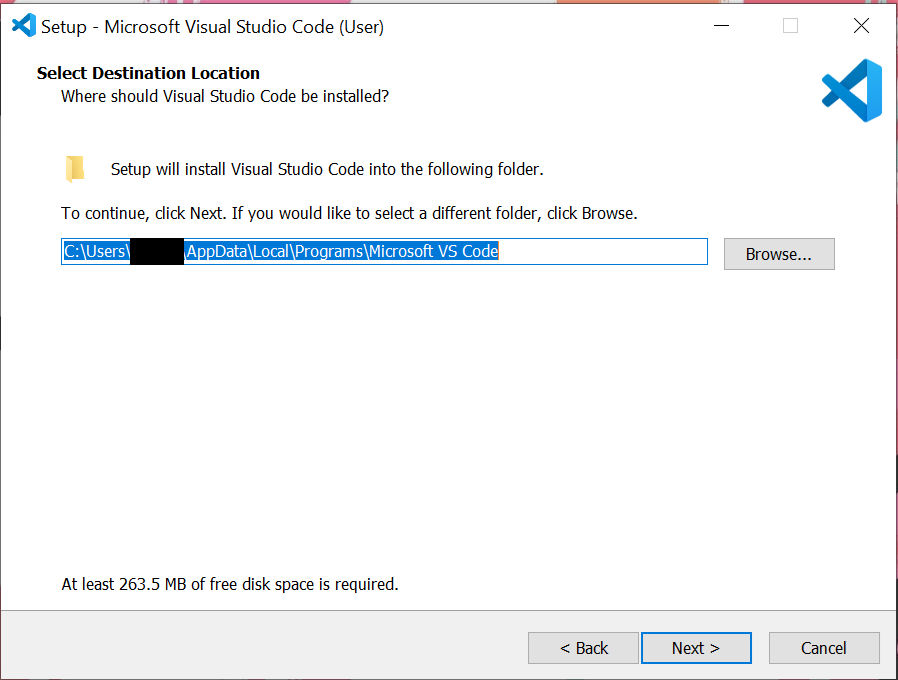 Setup - Microsoft Visual Studio Code (User)
Select Destination Location
Where should Visual Studio Code be installed?
Setup will install Visual Studio Code into the following folder.
To continue, click Next. If you would like to select a different folder, click Browse.
C:\Users\ \AppData\Local\Programs\Microsoft VS Code
Browse...
At least 263.5 MB of free disk space is required.
< Back
Next >
Cancel